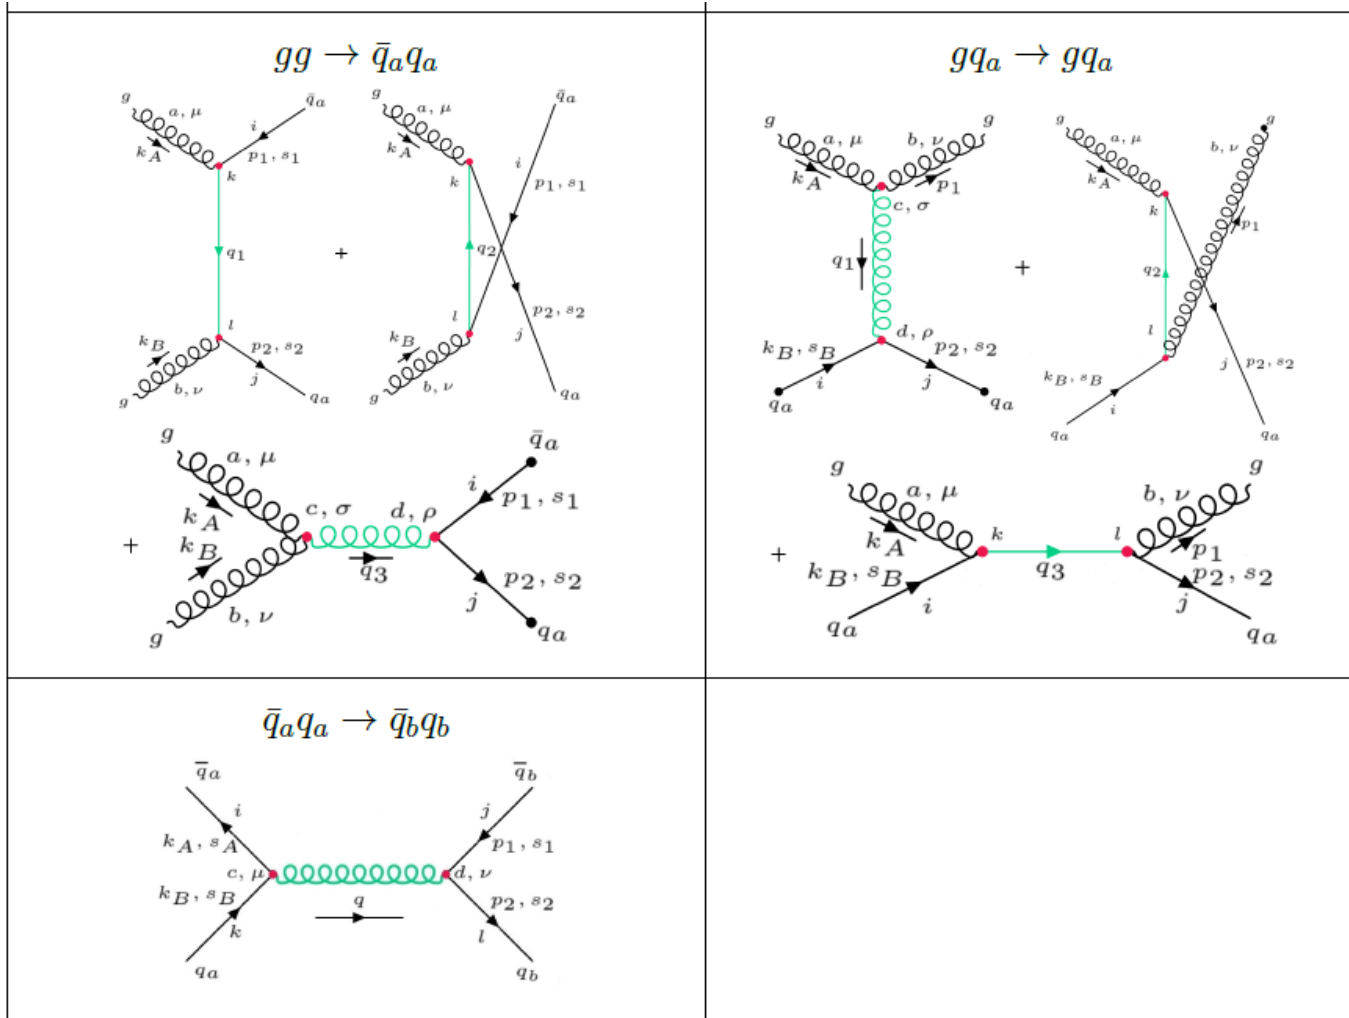 gg → q̄ₐqₐ
g
a, μ
k_A
i
q̄ₐ
p₁, s₁
k
q₁
l
k_B
b, ν
g
p₂, s₂
j
qₐ
+
g
a, μ
k_A
k
q̄ₐ
i
p₁, s₁
q₂
l
k_B
b, ν
g
p₂, s₂
j
qₐ
+
g
a, μ
k_A
k_B
b, ν
g
c, σ
d, ρ
q₃
q̄ₐ
i
p₁, s₁
p₂, s₂
j
qₐ
gqₐ → gqₐ
g
a, μ
k_A
b, ν
g
p₁
c, σ
q₁
d, ρ
k_B, s_B
i
qₐ
p₂, s₂
j
qₐ
+
g
a, μ
k_A
k
b, ν
g
p₁
q₂
l
k_B, s_B
i
qₐ
j
p₂, s₂
qₐ
+
g
a, μ
k_A
k_B, s_B
i
qₐ
k
q₃
l
b, ν
g
p₁
p₂, s₂
j
qₐ
q̄ₐqₐ → q̄_bq_b
q̄ₐ
i
k_A, s_A
c, μ
k_B, s_B
k
qₐ
q
q̄_b
j
p₁, s₁
d, ν
p₂, s₂
l
q_b